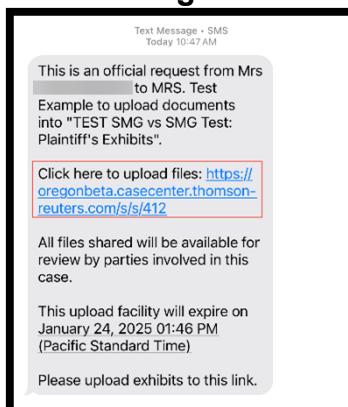 Text Message • SMS
Today 10:47 AM
This is an official request from Mrs
to MRS. Test
Example to upload documents
into "TEST SMG vs SMG Test:
Plaintiff's Exhibits".
Click here to upload files: https://
oregonbeta.casecenter.thomson-
reuters.com/s/s/412
All files shared will be available for
review by parties involved in this
case.
This upload facility will expire on
January 24, 2025 01:46 PM
(Pacific Standard Time)
Please upload exhibits to this link.